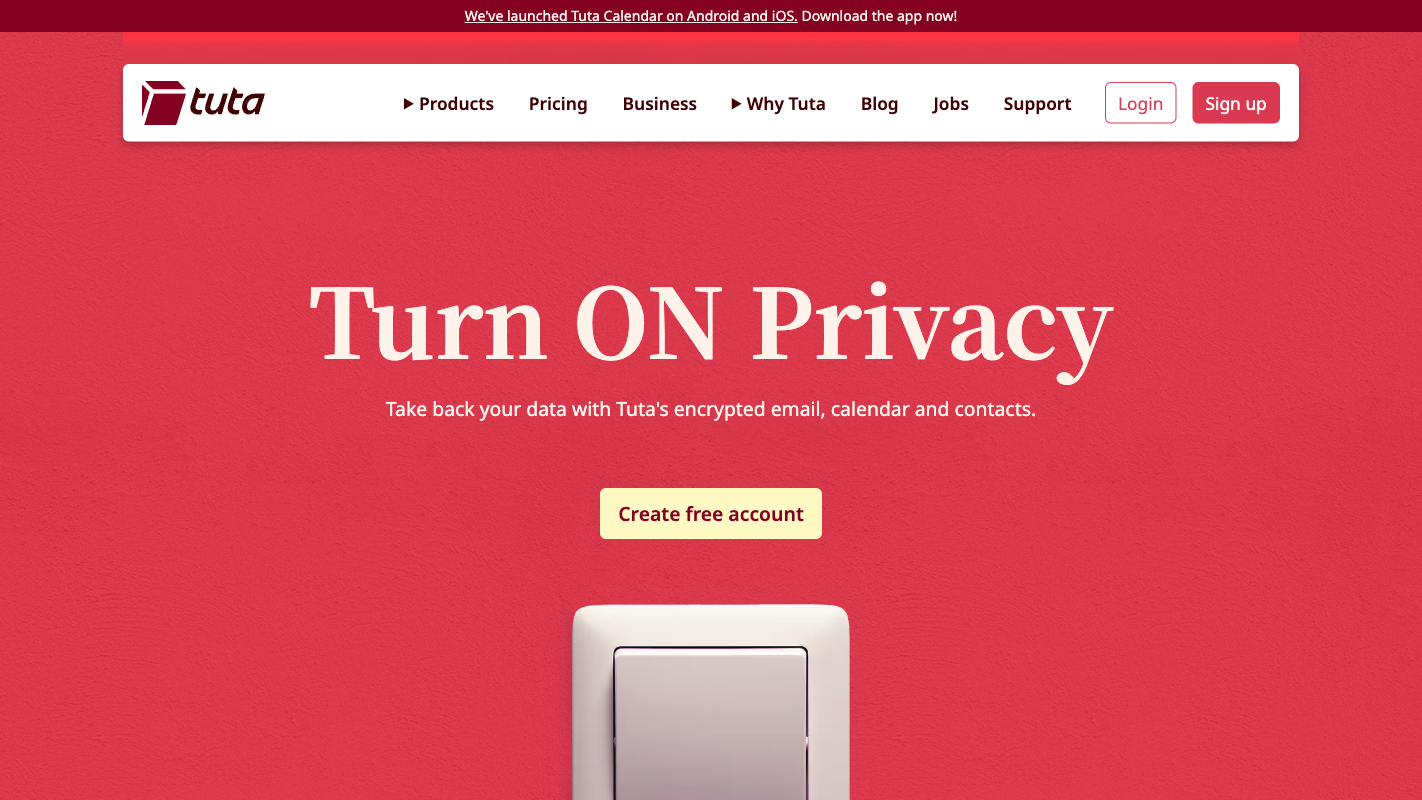 We've launched Tuta Calendar on Android and iOS. Download the app now!
tuta
Products Pricing Business Why Tuta Blog Jobs Support Login Sign up
Turn ON Privacy
Take back your data with Tuta's encrypted email, calendar and contacts.
Create free account